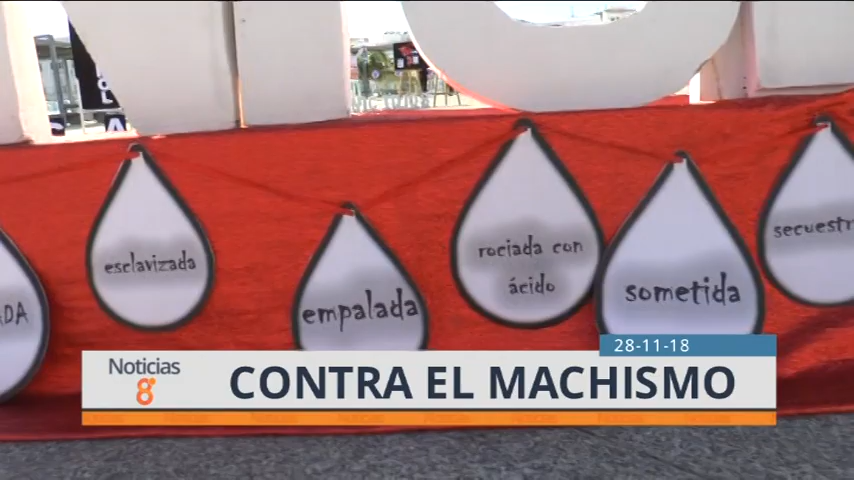 esclavizada
empalada
rociada con
ácido
sometida
28-11-18
Noticias
8
CONTRA EL MACHISMO